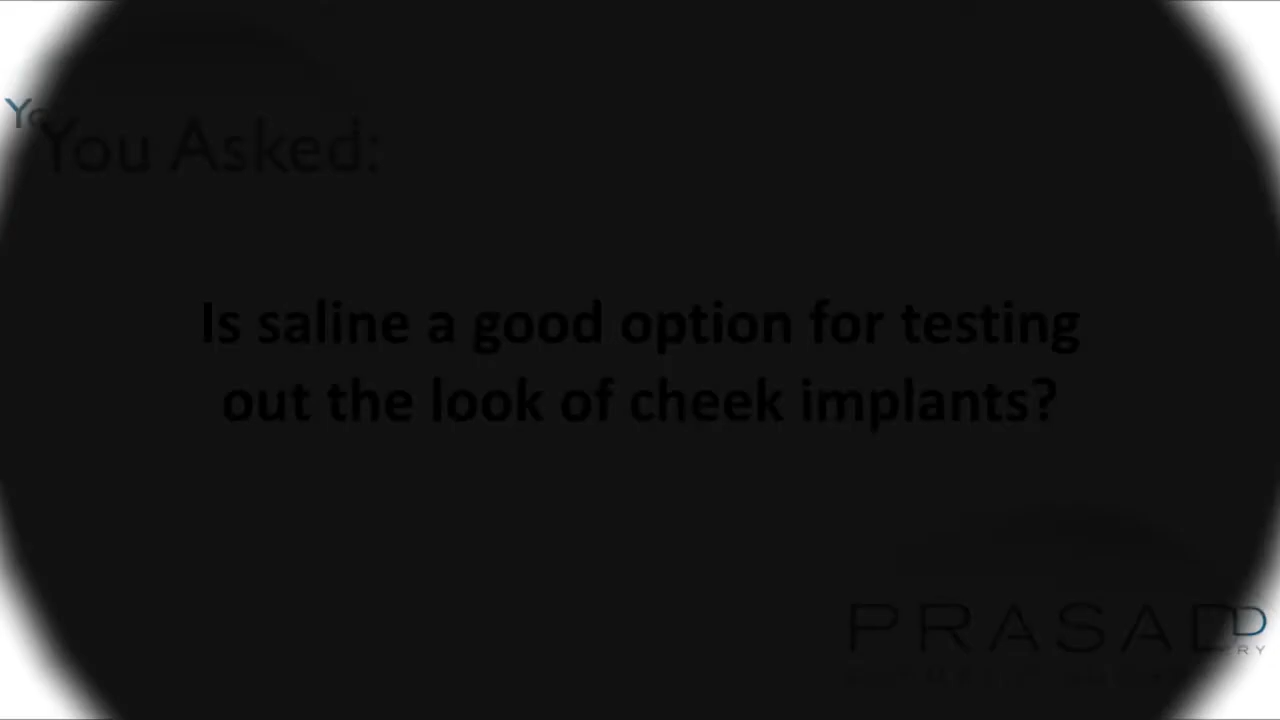 You Asked:
Is saline a good option for testing
out the look of cheek implants?
PRASAD